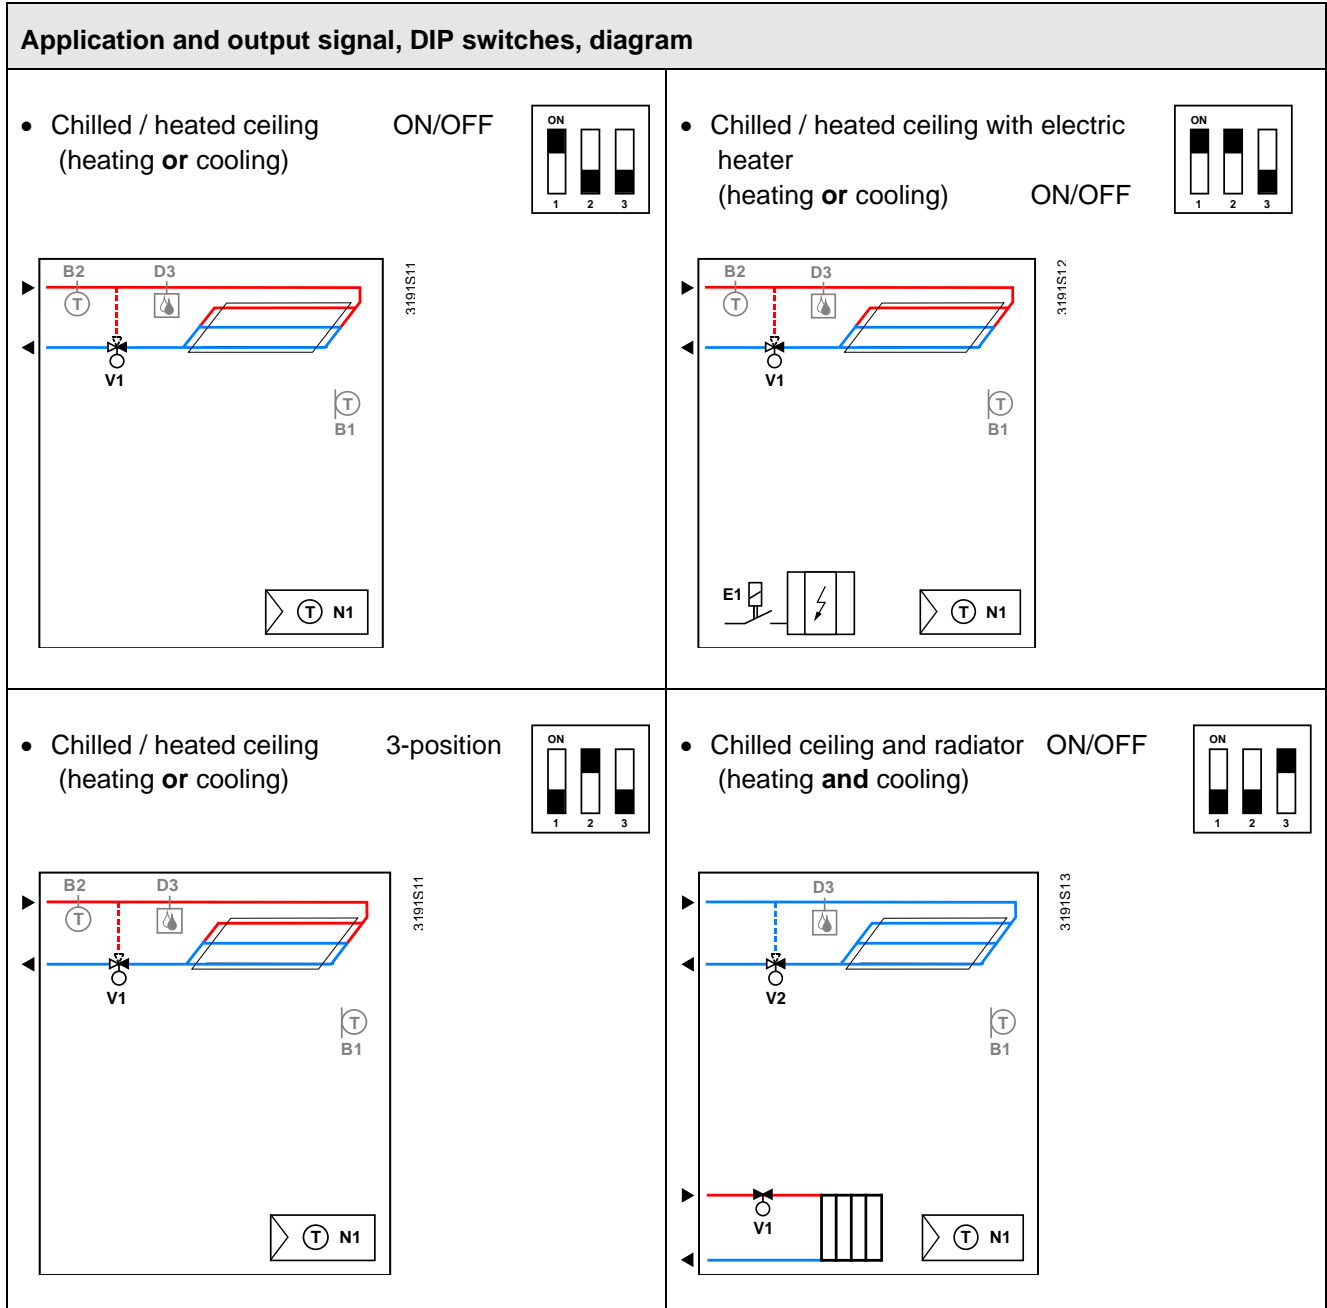 Application and output signal, DIP switches, diagram
• Chilled / heated ceiling ON/OFF
(heating or cooling)
ON
1 2 3
B2 D3
T
V1
T
B1
T N1
3191S11
• Chilled / heated ceiling with electric
heater
(heating or cooling) ON/OFF
ON
1 2 3
B2 D3
T
V1
T
B1
E1
T N1
3191S12
• Chilled / heated ceiling 3-position
(heating or cooling)
ON
1 2 3
B2 D3
T
V1
T
B1
T N1
3191S11
• Chilled ceiling and radiator ON/OFF
(heating and cooling)
ON
1 2 3
D3
V2
T
B1
V1
T N1
3191S13